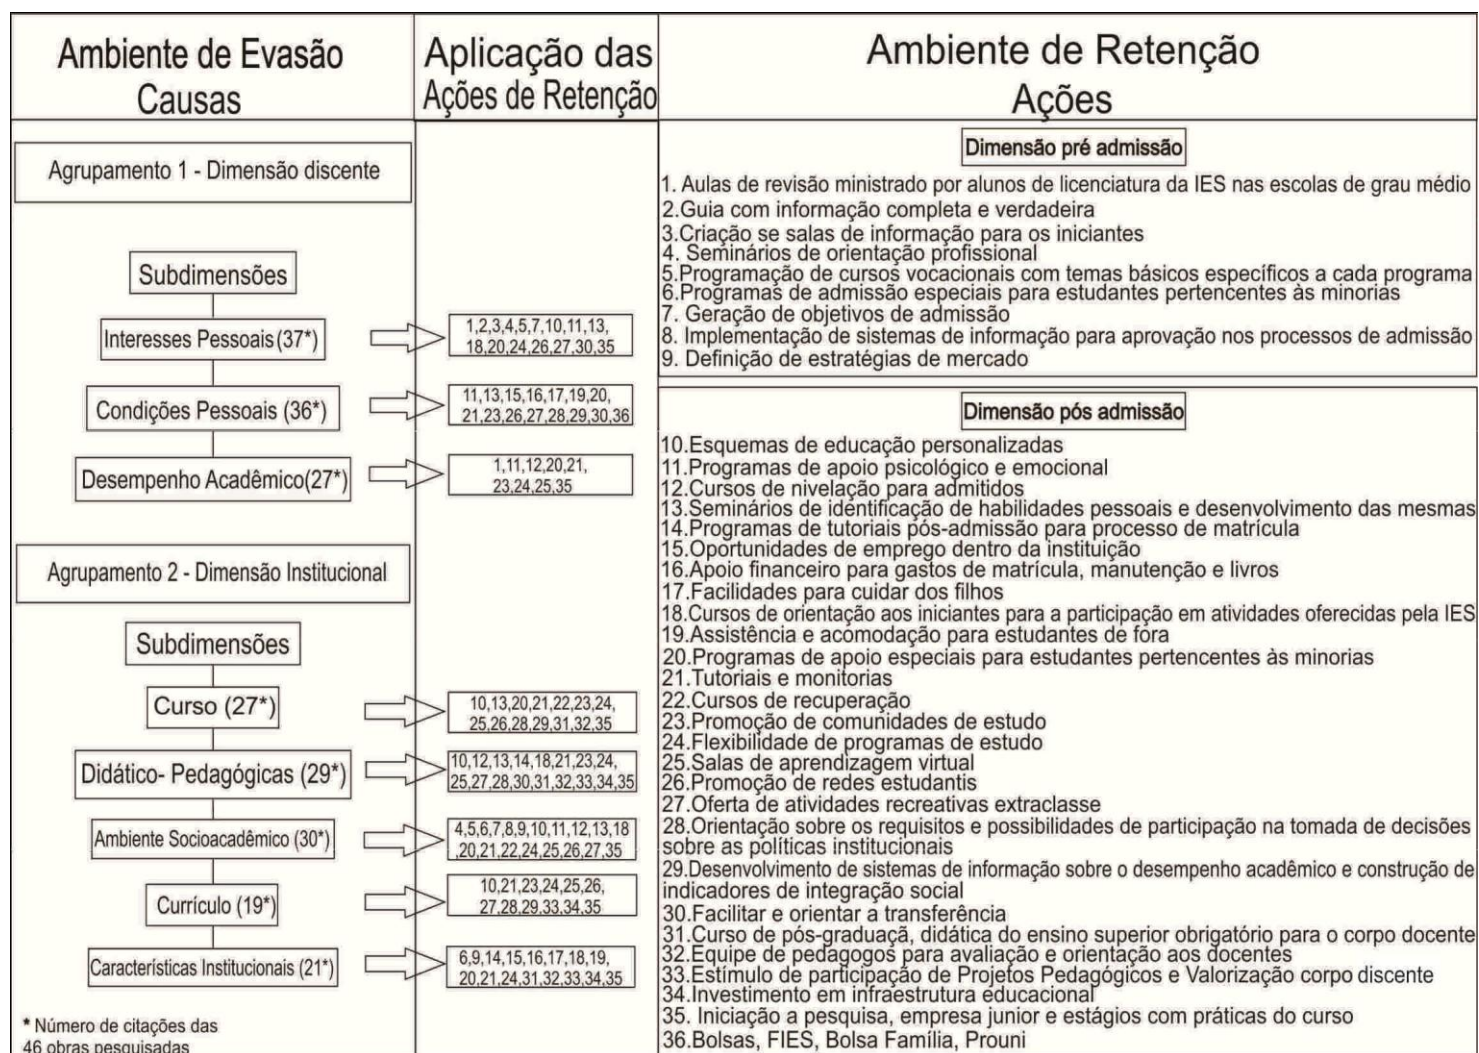 Ambiente de Evasão
Causas
Aplicação das
Ações de Retenção
Ambiente de Retenção
Ações
Agrupamento 1 - Dimensão discente
Subdimensões
Interesses Pessoais (37*)
1,2,3,4,5,7,10,11,13,
18,20,24,26,27,30,35
Condições Pessoais (36*)
11,13,15,16,17,19,20,
21,23,26,27,28,29,30,36
Desempenho Acadêmico(27*)
1,11,12,20,21,
23,24,25,35
Agrupamento 2 - Dimensão Institucional
Subdimensões
Curso (27*)
10,13,20,21,22,23,24,
25,26,28,29,31,32,35
Didático- Pedagógicas (29*)
10,12,13,14,18,21,23,24,
25,27,28,30,31,32,33,34,35
Ambiente Socioacadêmico (30*)
4,5,6,7,8,9,10,11,12,13,18
,20,21,22,24,25,26,27,35
Currículo (19*)
10,21,23,24,25,26,
27,28,29,33,34,35
Características Institucionais (21*)
6,9,14,15,16,17,18,19,
20,21,24,31,32,33,34,35
* Número de citações das
46 obras pesquisadas
Dimensão pré admissão
1. Aulas de revisão ministrado por alunos de licenciatura da IES nas escolas de grau médio
2.Guia com informação completa e verdadeira
3.Criação se salas de informação para os iniciantes
4. Seminários de orientação profissional
5.Programação de cursos vocacionais com temas básicos específicos a cada programa
6.Programas de admissão especiais para estudantes pertencentes às minorias
7. Geração de objetivos de admissão
8. Implementação de sistemas de informação para aprovação nos processos de admissão
9. Definição de estratégias de mercado
Dimensão pós admissão
10.Esquemas de educação personalizadas
11.Programas de apoio psicológico e emocional
12.Cursos de nivelação para admitidos
13.Seminários de identificação de habilidades pessoais e desenvolvimento das mesmas
14.Programas de tutoriais pós-admissão para processo de matrícula
15.Oportunidades de emprego dentro da instituição
16.Apoio financeiro para gastos de matrícula, manutenção e livros
17.Facilidades para cuidar dos filhos
18.Cursos de orientação aos iniciantes para a participação em atividades oferecidas pela IES
19.Assistência e acomodação para estudantes de fora
20.Programas de apoio especiais para estudantes pertencentes às minorias
21.Tutoriais e monitorias
22.Cursos de recuperação
23.Promoção de comunidades de estudo
24.Flexibilidade de programas de estudo
25.Salas de aprendizagem virtual
26.Promoção de redes estudantis
27.Oferta de atividades recreativas extraclasse
28.Orientação sobre os requisitos e possibilidades de participação na tomada de decisões
sobre as políticas institucionais
29.Desenvolvimento de sistemas de informação sobre o desempenho acadêmico e construção de
indicadores de integração social
30.Facilitar e orientar a transferência
31.Curso de pós-graduaçã, didática do ensino superior obrigatório para o corpo docente
32.Equipe de pedagogos para avaliação e orientação aos docentes
33.Estímulo de participação de Projetos Pedagógicos e Valorização corpo discente
34.Investimento em infraestrutura educacional
35. Iniciação a pesquisa, empresa junior e estágios com práticas do curso
36.Bolsas, FIES, Bolsa Família, Prouni